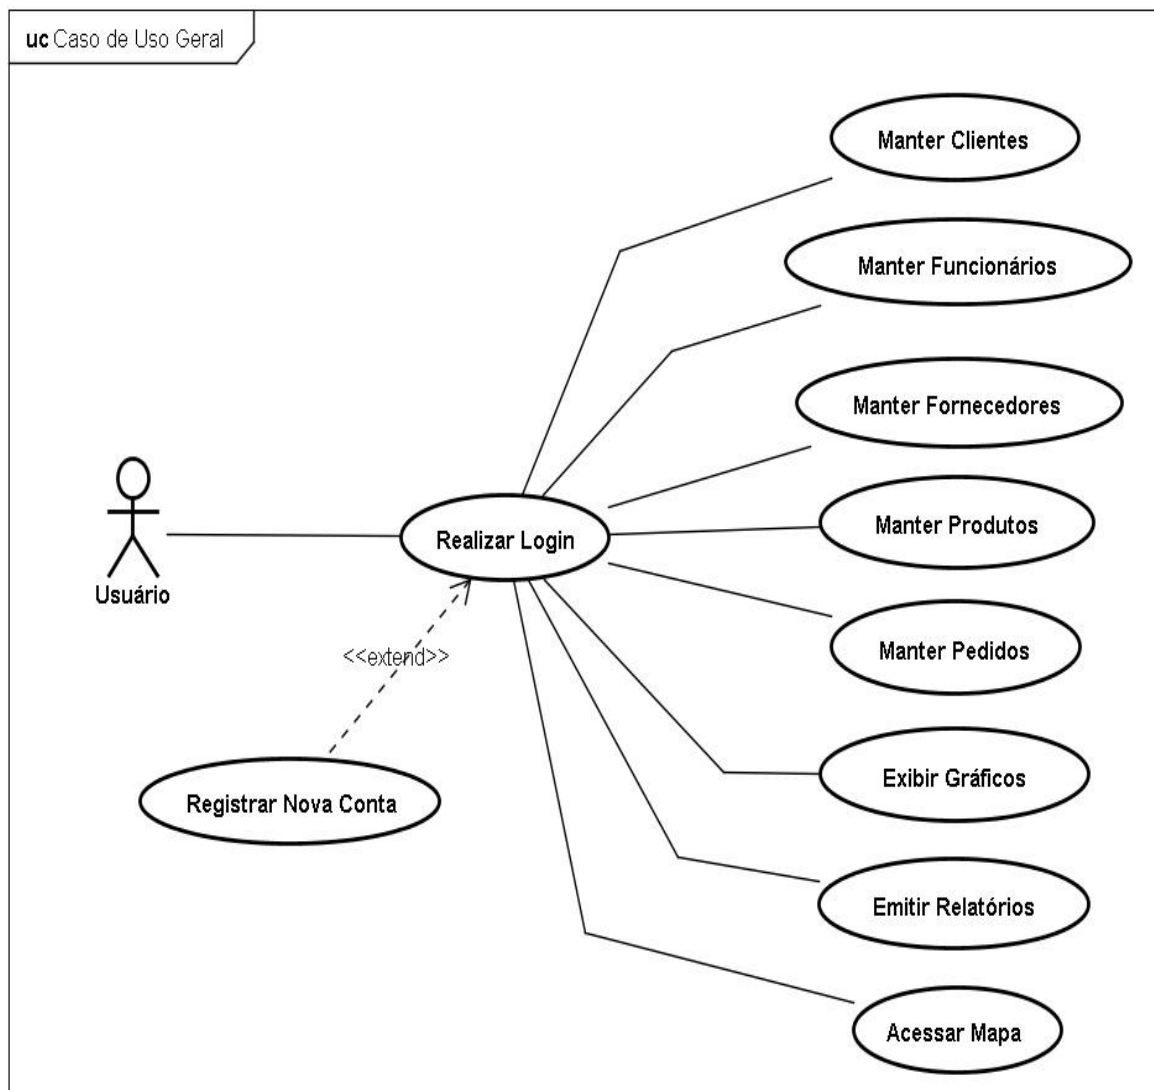 uc Caso de Uso Geral
Manter Clientes
Manter Funcionários
Manter Fornecedores
Manter Produtos
Realizar Login
Usuário
Manter Pedidos
<<extend>>
Exibir Gráficos
Registrar Nova Conta
Emitir Relatórios
Acessar Mapa